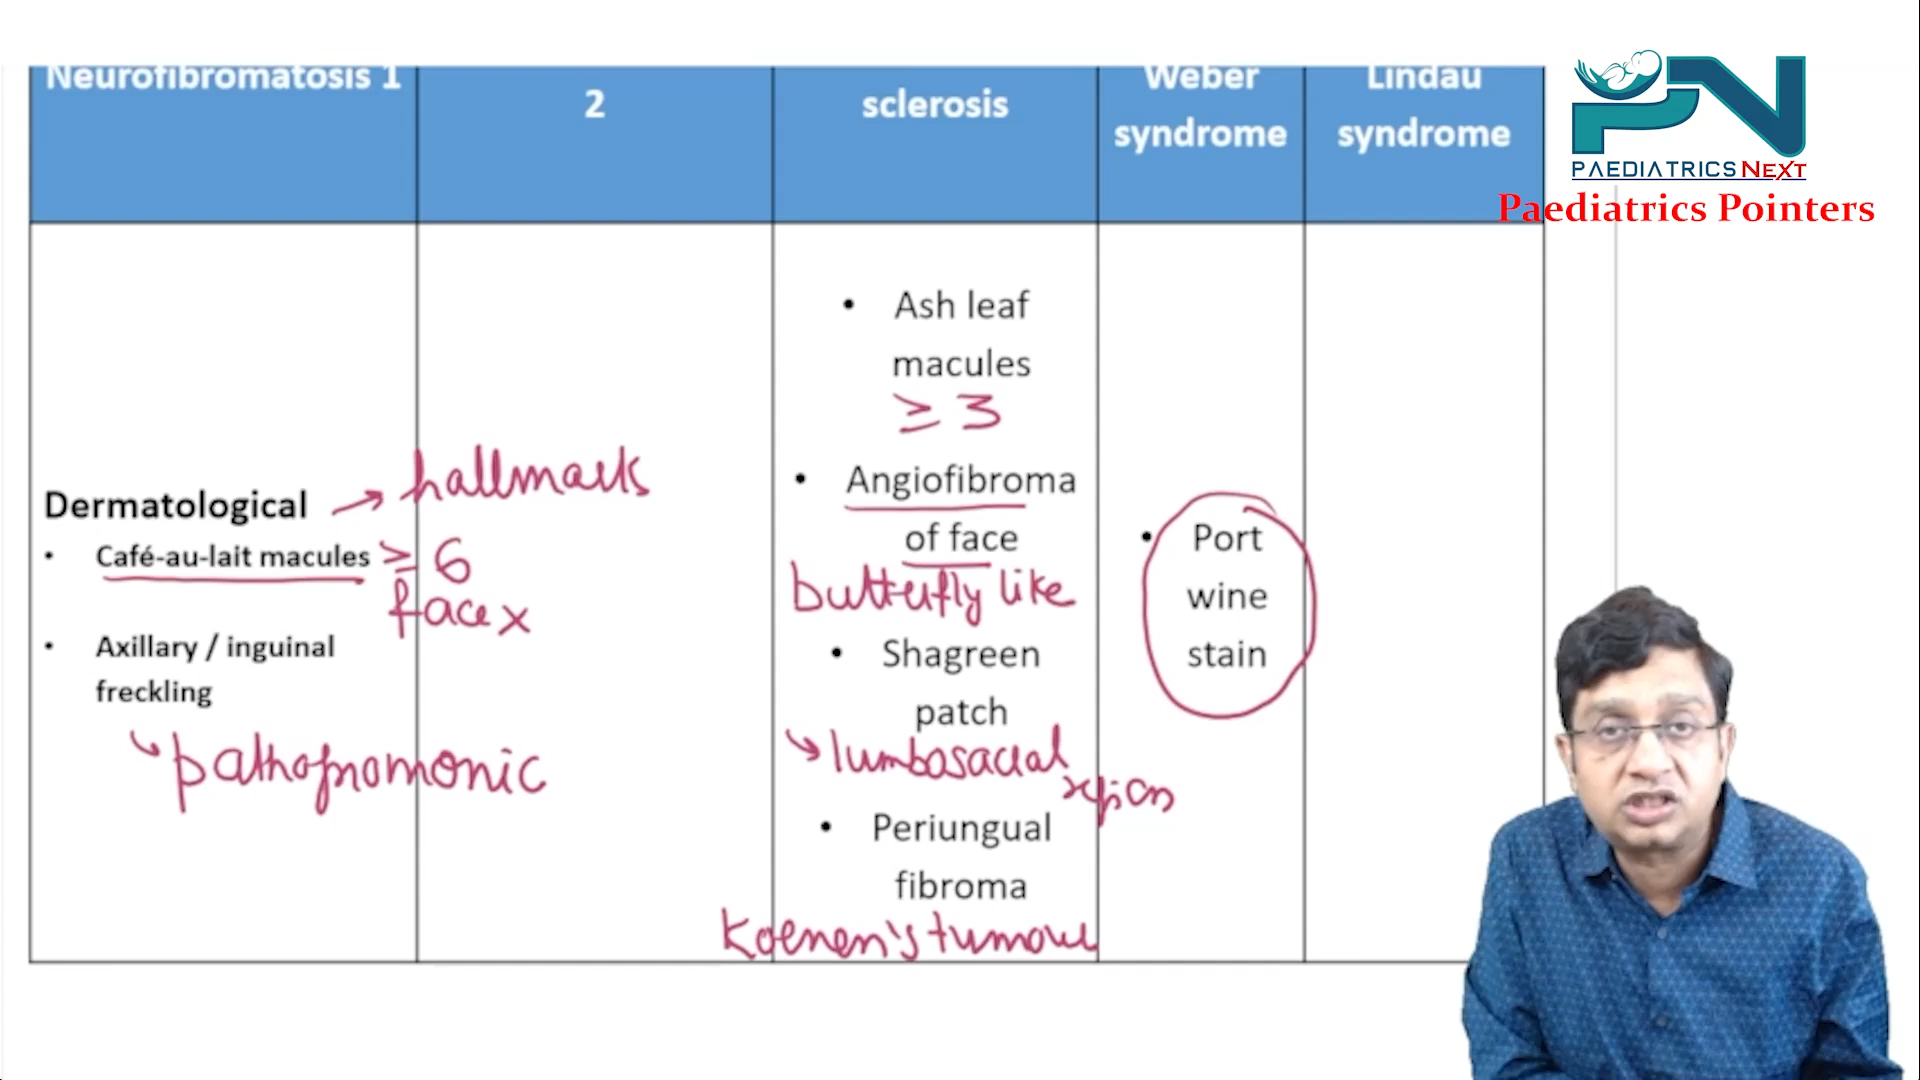 Neurofibromatosis 1
2
sclerosis
Weber
syndrome
Lindau
syndrome
PN
PAEDIATRICS NEXT
Paediatrics Pointers
Dermatological → hallmark
• Café-au-lait macules ≥ 6
face x
• Axillary / inguinal
freckling
pathognomonic
• Ash leaf
macules
≥ 3
• Angiofibroma
of face
butterfly like
• Shagreen
patch
lumbosacral
region
• Periungual
fibroma
Koenen's tumour
• Port
wine
stain